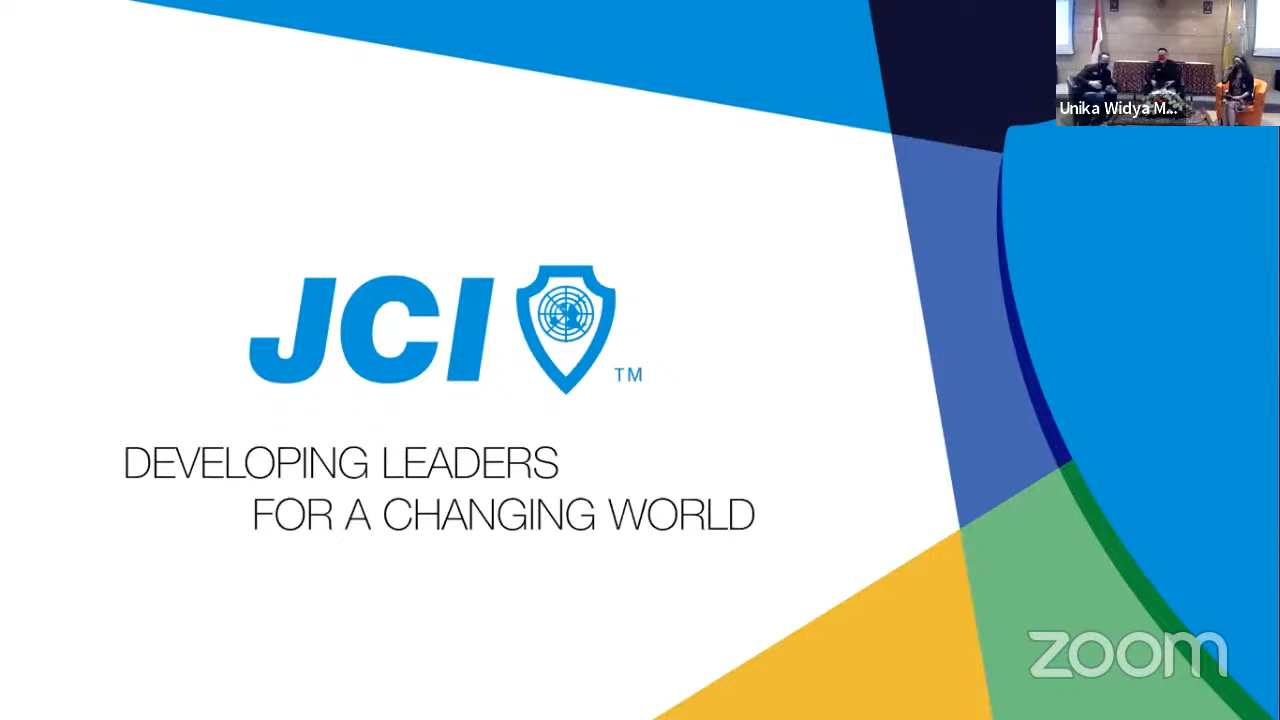 Unika Widya M...
JCI
TM
DEVELOPING LEADERS
FOR A CHANGING WORLD
zoom